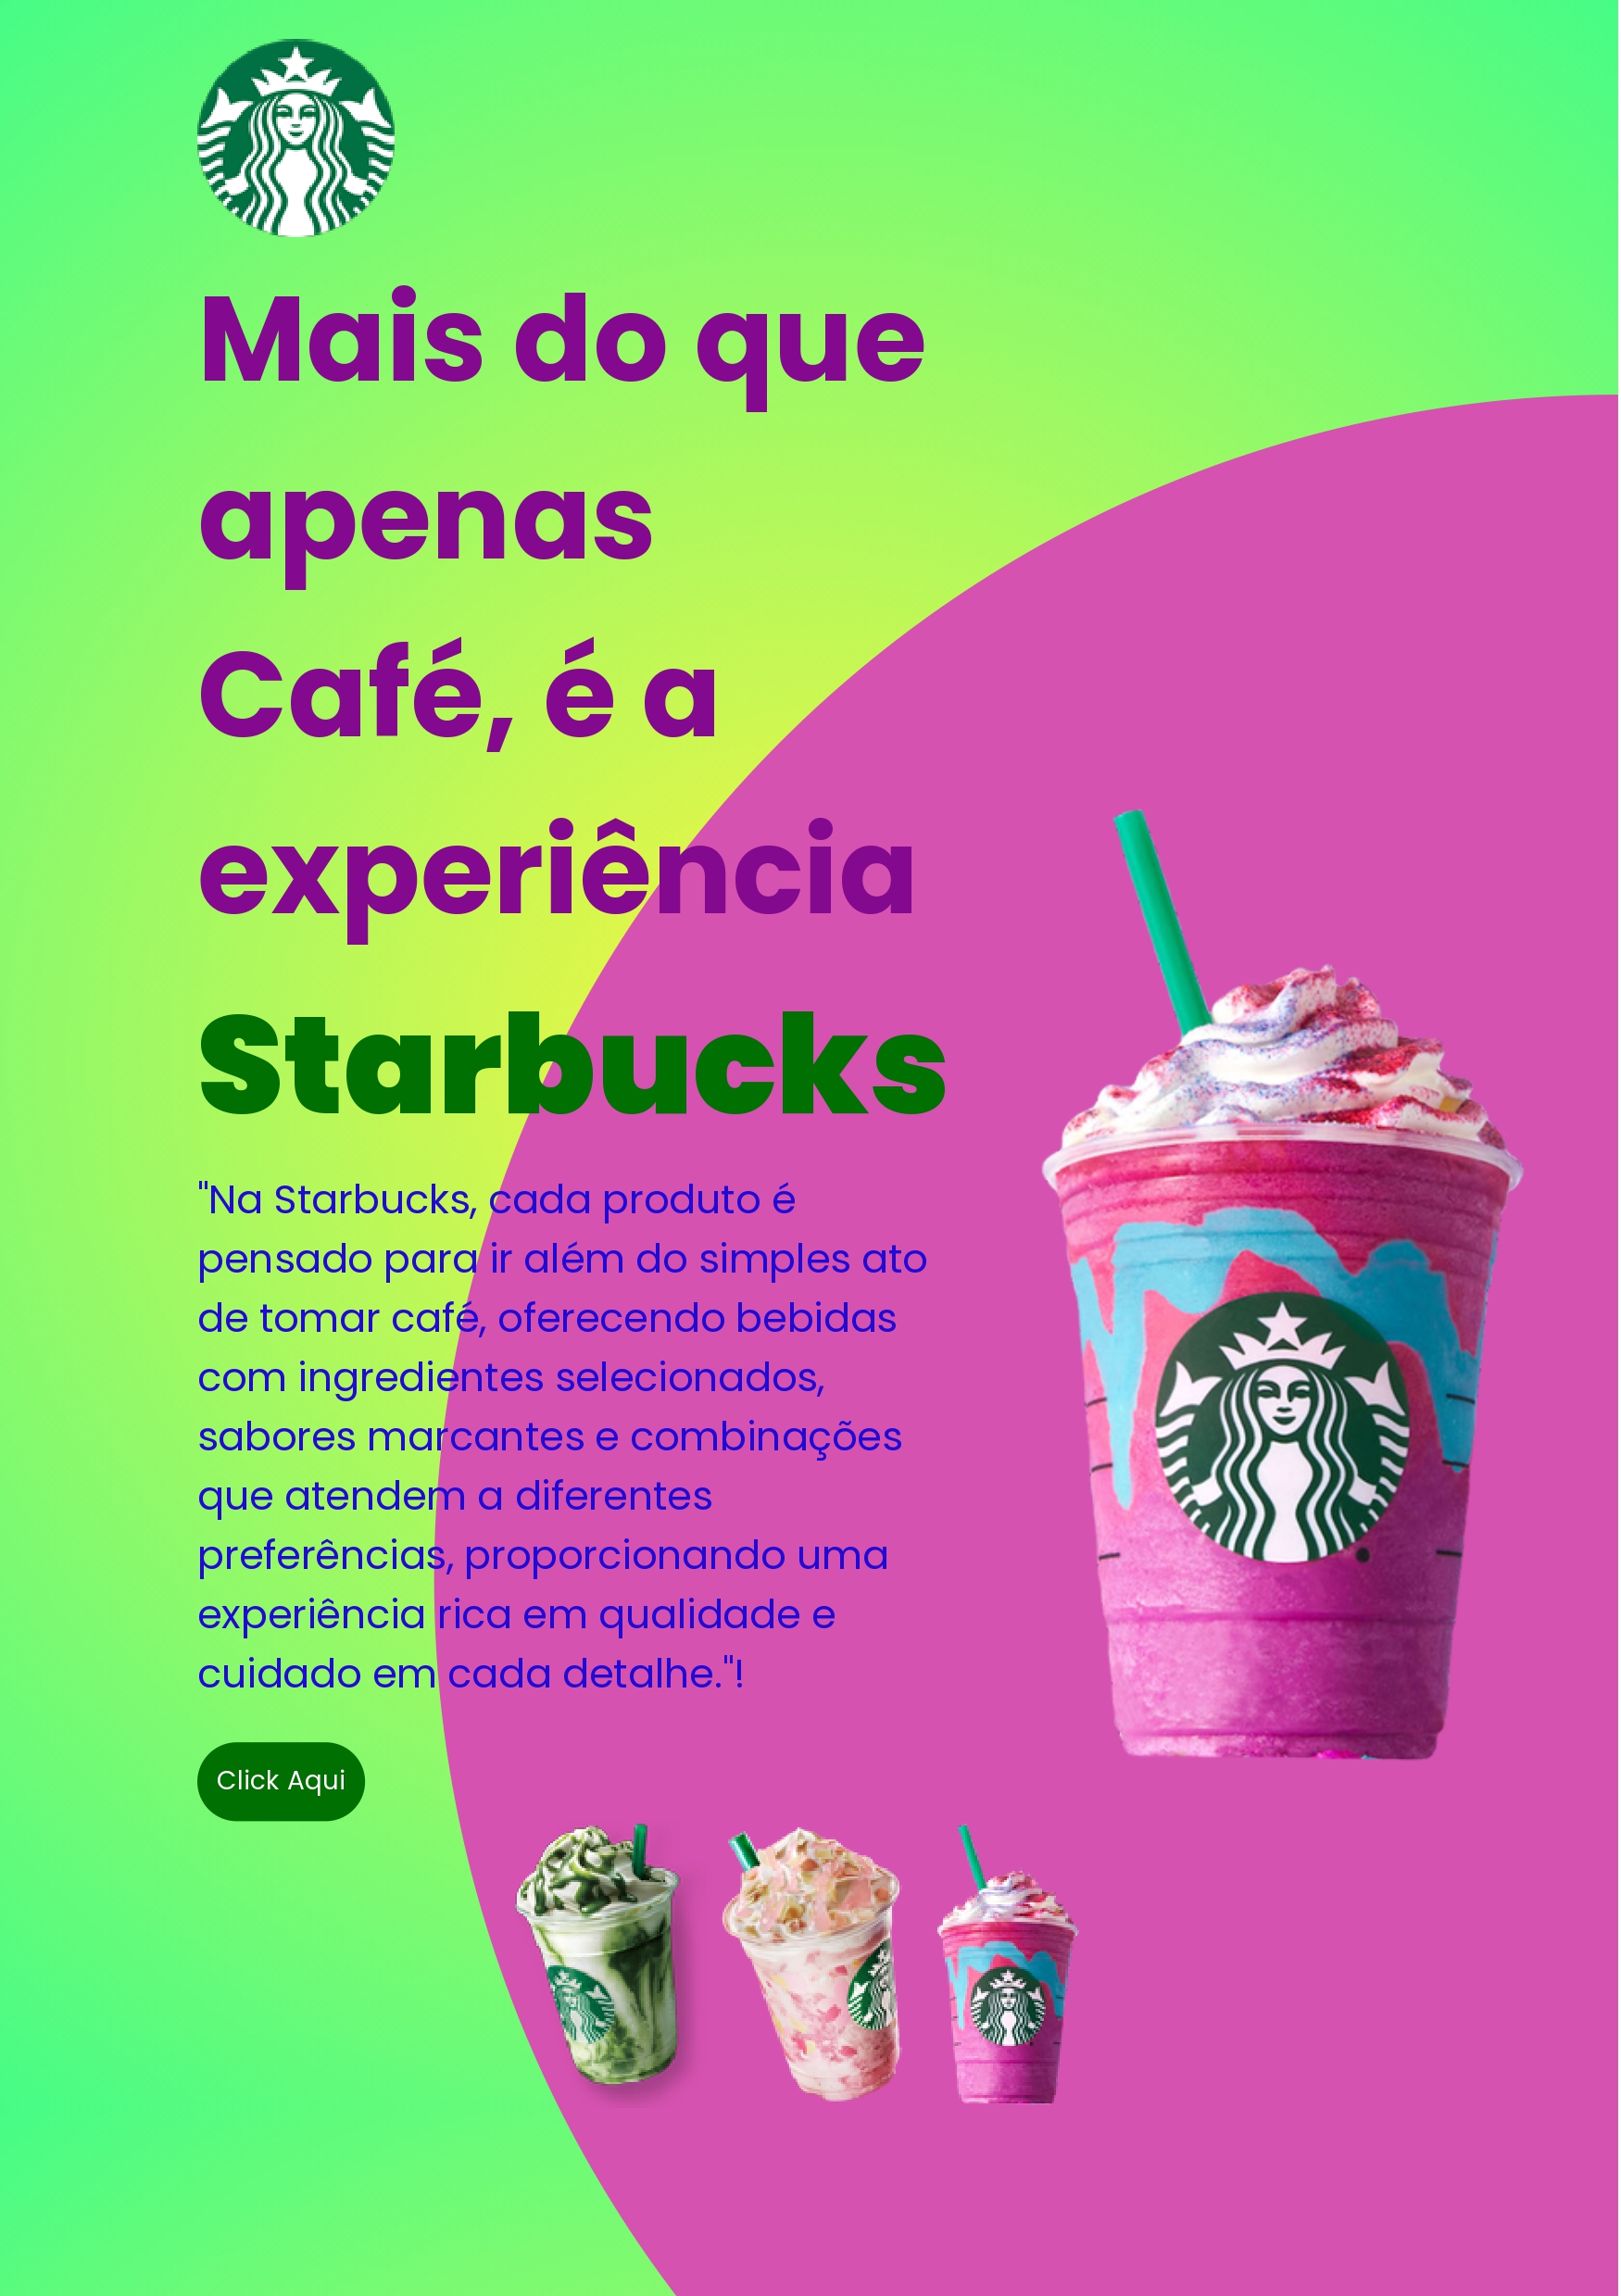 Mais do que
apenas
Café, é a
experiência
Starbucks
"Na Starbucks, cada produto é
pensado para ir além do simples ato
de tomar café, oferecendo bebidas
com ingredientes selecionados,
sabores marcantes e combinações
que atendem a diferentes
preferências, proporcionando uma
experiência rica em qualidade e
cuidado em cada detalhe."!
Click Aqui